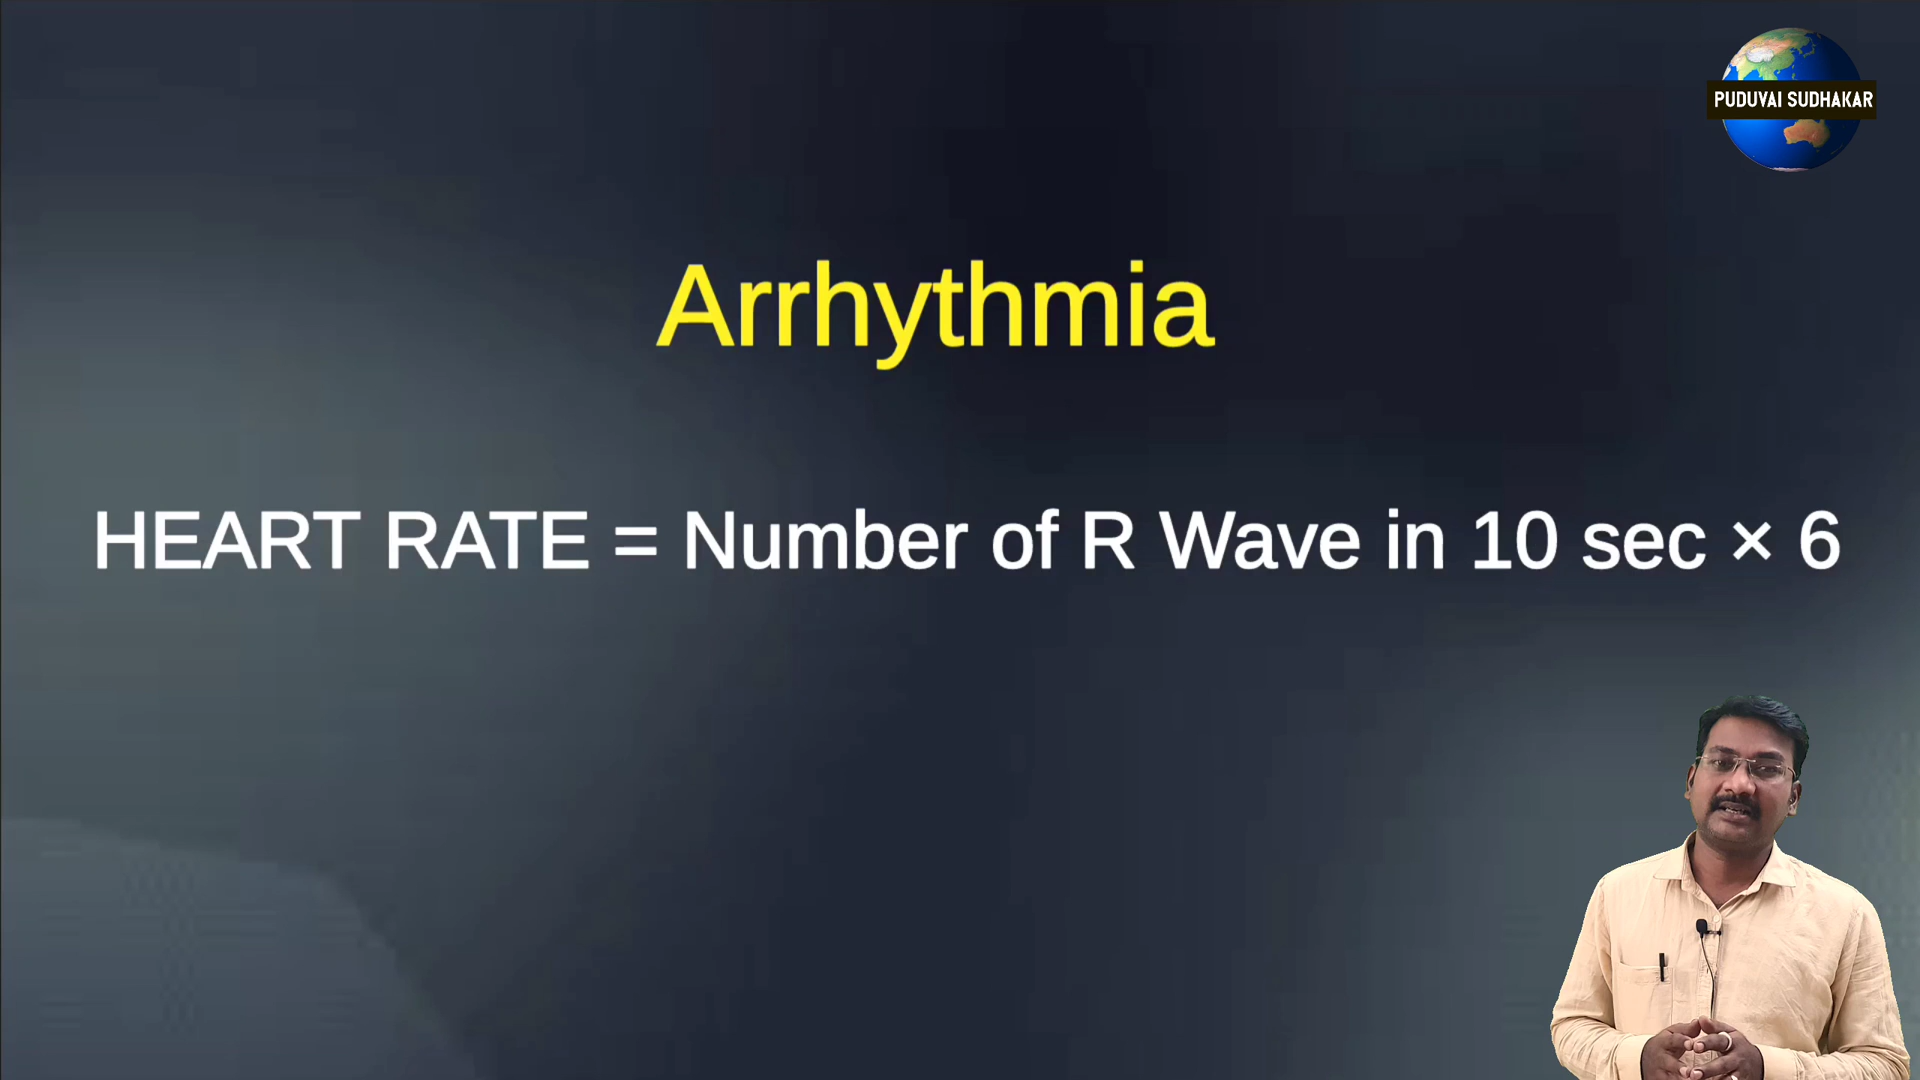 PUDUVAI SUDHAKAR
Arrhythmia
HEART RATE = Number of R Wave in 10 sec × 6